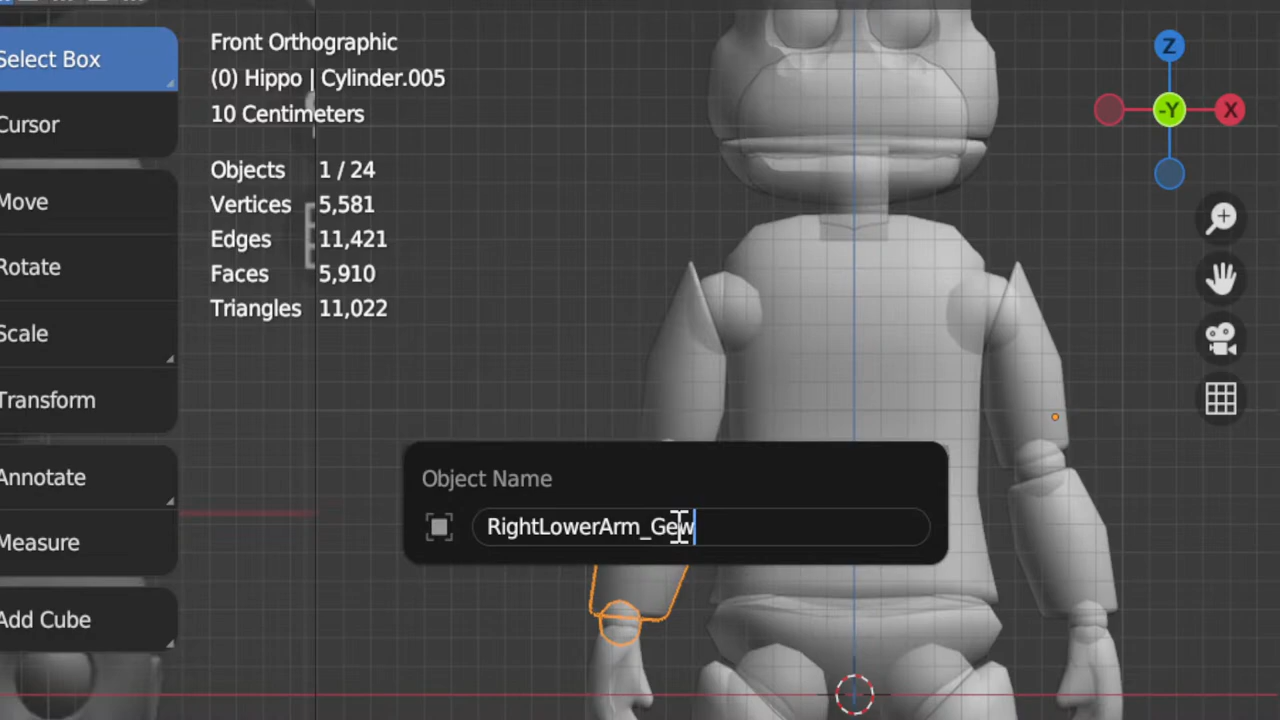 Select Box
Cursor
Move
Rotate
Scale
Transform
Annotate
Measure
Add Cube
Front Orthographic
(0) Hippo | Cylinder.005
10 Centimeters
Objects 1 / 24
Vertices 5,581
Edges 11,421
Faces 5,910
Triangles 11,022
Object Name
RightLowerArm_Gew
Z
-Y
X